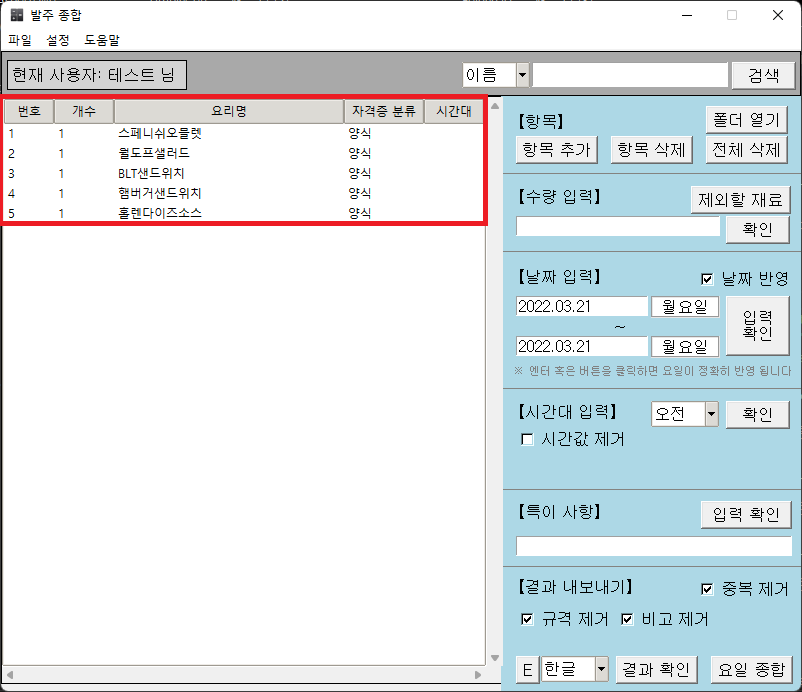 발주 종합
파일 설정 도움말
현재 사용자: 테스트 닝
이름
검색
번호 개수 요리명 자격증 분류 시간대
1 1 스페니쉬오믈렛 양식
2 1 월도프샐러드 양식
3 1 BLT샌드위치 양식
4 1 햄버거샌드위치 양식
5 1 홀렌다이즈소스 양식
【항목】 폴더 열기
항목 추가 항목 삭제 전체 삭제
【수량 입력】 제외할 재료
확인
【날짜 입력】 날짜 반영
2022.03.21 월요일
~
2022.03.21 월요일
입력
확인
※ 엔터 혹은 버튼을 클릭하면 요일이 정확히 반영 됩니다
【시간대 입력】 오전 확인
시간값 제거
【특이 사항】 입력 확인
【결과 내보내기】 중복 제거
규격 제거 비고 제거
E 한글 결과 확인 요일 종합